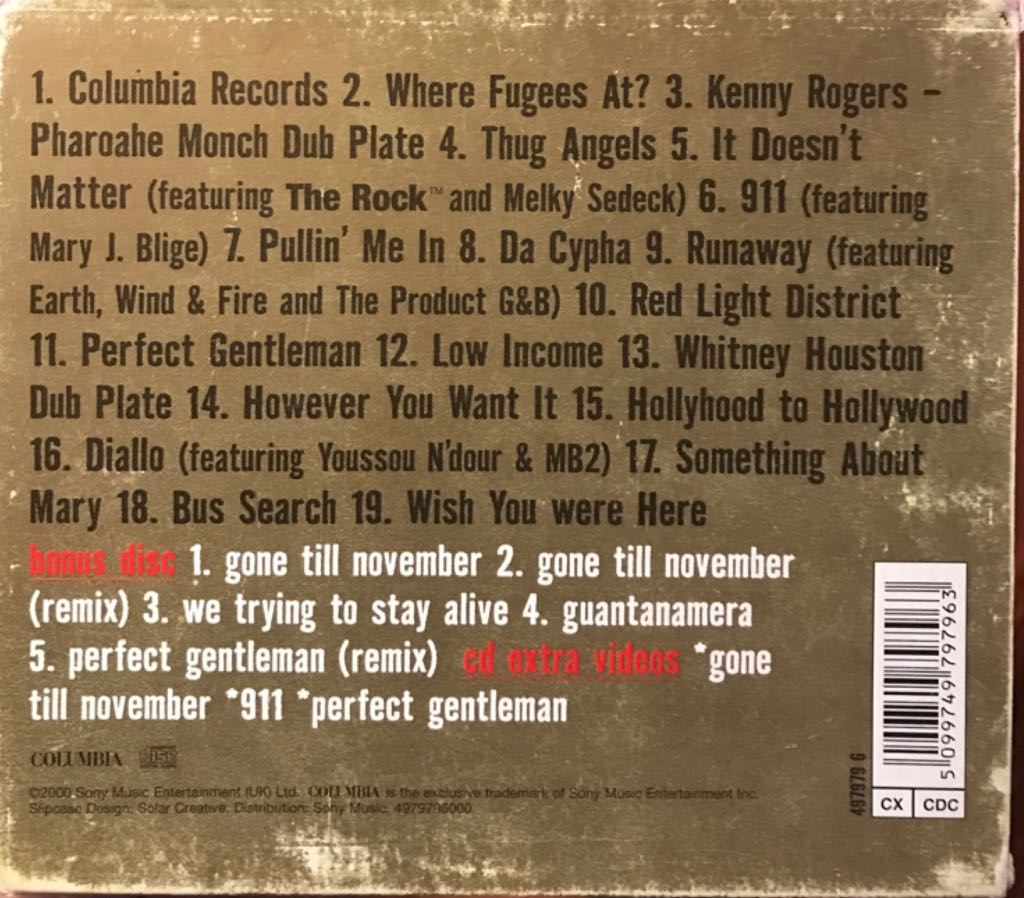 1. Columbia Records 2. Where Fugees At? 3. Kenny Rogers –
Pharoahe Monch Dub Plate 4. Thug Angels 5. It Doesn't
Matter (featuring The Rock™ and Melky Sedeck) 6. 911 (featuring
Mary J. Blige) 7. Pullin' Me In 8. Da Cypha 9. Runaway (featuring
Earth, Wind & Fire and The Product G&B) 10. Red Light District
11. Perfect Gentleman 12. Low Income 13. Whitney Houston
Dub Plate 14. However You Want It 15. Hollyhood to Hollywood
16. Diallo (featuring Youssou N'dour & MB2) 17. Something About
Mary 18. Bus Search 19. Wish You were Here
bonus disc 1. gone till november 2. gone till november
(remix) 3. we trying to stay alive 4. guantanamera
5. perfect gentleman (remix) cd extra videos *gone
till november *911 *perfect gentleman
COLUMBIA
©2000 Sony Music Entertainment (UK) Ltd. COLUMBIA is the exclusive trademark of Sony Music Entertainment Inc.
Slipcase Design: Solar Creative. Distribution: Sony Music. 4979796000
497979 6
5 099749 797963
CX CDC